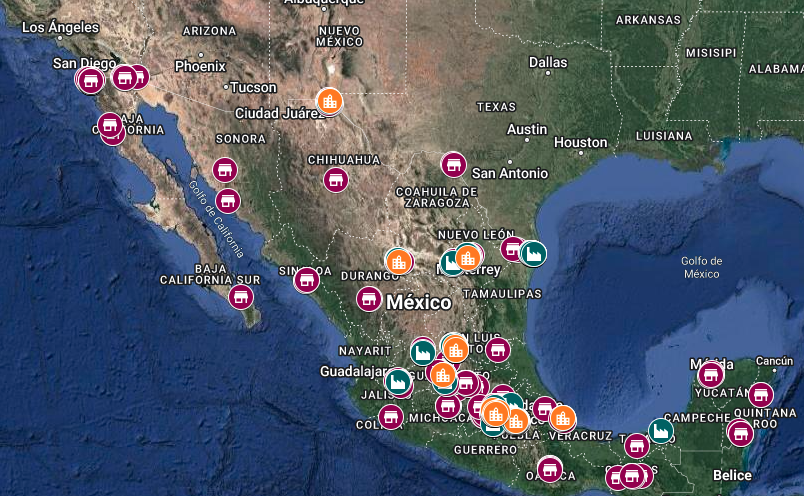 Albuquerque
Los Ángeles
ARIZONA
NUEVO
MÉXICO
ARKANSAS
MISISIPI
San Diego
Phoenix
Dallas
ALABAMA
Tucson
TEXAS
Ciudad Juárez
BAJA
CALIFORNIA
SONORA
Austin
Houston
LUISIANA
CHIHUAHUA
San Antonio
COAHUILA DE
ZARAGOZA
Golfo de California
NUEVO LEÓN
Golfo de
México
BAJA
CALIFORNIA SUR
SINALOA
DURANGO
Monterrey
México
TAMAULIPAS
NAYARIT
SAN LUIS
Guadalajara
Mérida
Cancún
JALISCO
YUCATÁN
COLIMA
MICHOACÁN
PUEBLA
VERACRUZ
CAMPECHE
QUINTANA
ROO
GUERRERO
OAXACA
Belice